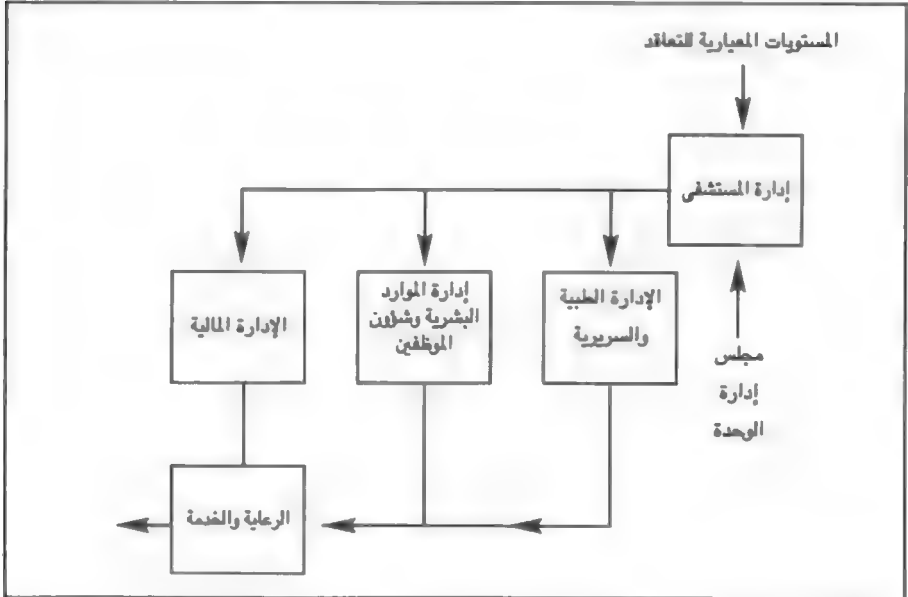 المستويات المعيارية للتعاقد
إدارة المستشفى
الإدارة الطبية
والسريرية
إدارة الموارد
البشرية وشؤون
الموظفين
الإدارة المالية
مجلس
إدارة
الوحدة
الرعاية والخدمة